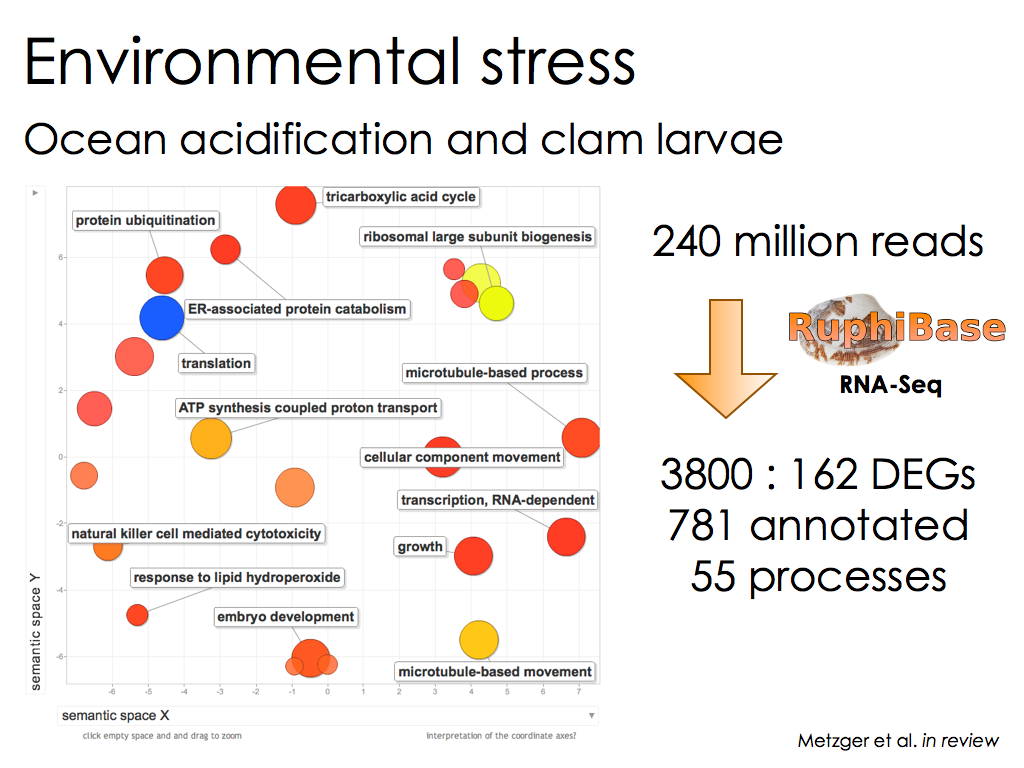 Environmental stress
Ocean acidification and clam larvae
tricarboxylic acid cycle
protein ubiquitination
ribosomal large subunit biogenesis
ER-associated protein catabolism
translation
microtubule-based process
ATP synthesis coupled proton transport
cellular component movement
transcription, RNA-dependent
natural killer cell mediated cytotoxicity
growth
response to lipid hydroperoxide
embryo development
microtubule-based movement
6
4
2
0
-2
-4
-6
semantic space Y
-6 -5 -4 -3 -2 -1 0 1 2 3 4 5 6 7
semantic space X
click empty space and and drag to zoom
Interpretation of the coordinate axes?
240 million reads
RuphiBase
RNA-Seq
3800 : 162 DEGs
781 annotated
55 processes
Metzger et al. in review